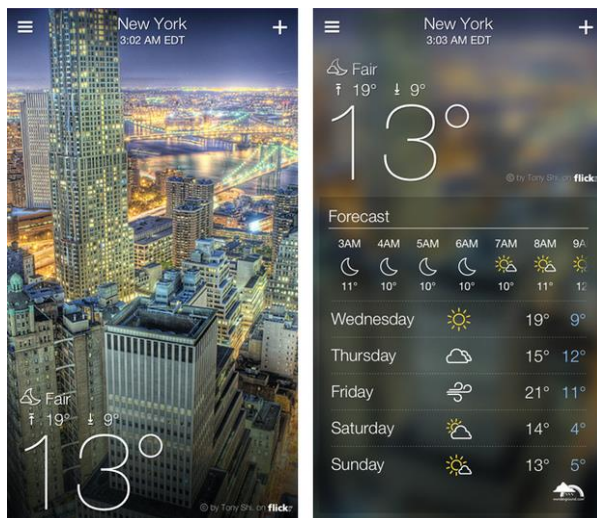 New York
3:02 AM EDT
Fair
19° 9°
13°
© by Tony Shi. on flickr
New York
3:03 AM EDT
Fair
19° 9°
13°
© by Tony Shi. on flickr
Forecast
3AM 4AM 5AM 6AM 7AM 8AM 9A
11° 10° 10° 10° 10° 11° 12
Wednesday 19° 9°
Thursday 15° 12°
Friday 21° 11°
Saturday 14° 4°
Sunday 13° 5°